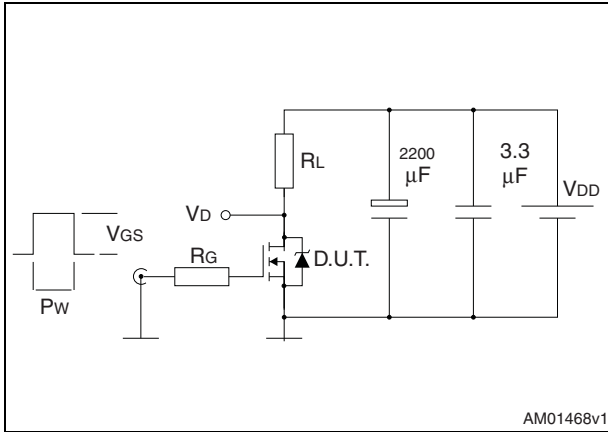 RL
2200
μF
3.3
μF
VDD
VD
VGS
RG
D.U.T.
PW
AM01468v1